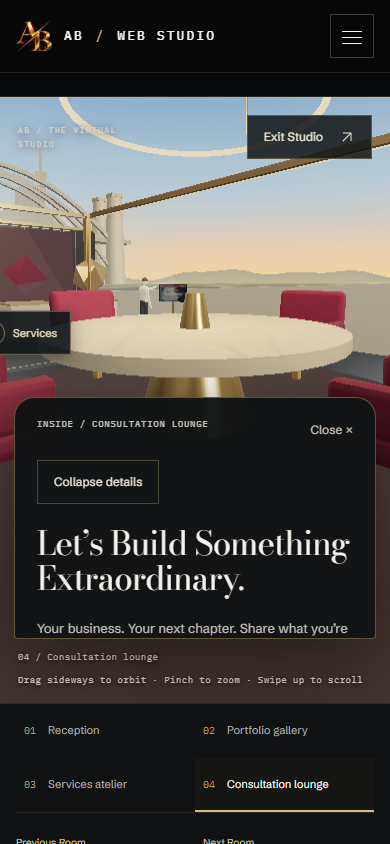 AB / WEB STUDIO
AB / THE VIRTUAL
STUDIO
Exit Studio
Services
INSIDE / CONSULTATION LOUNGE
Close ×
Collapse details
Let’s Build Something
Extraordinary.
Your business. Your next chapter. Share what you’re
04 / Consultation lounge
Drag sideways to orbit · Pinch to zoom · Swipe up to scroll
01 Reception
02 Portfolio gallery
03 Services atelier
04 Consultation lounge
Previous Room
Next Room